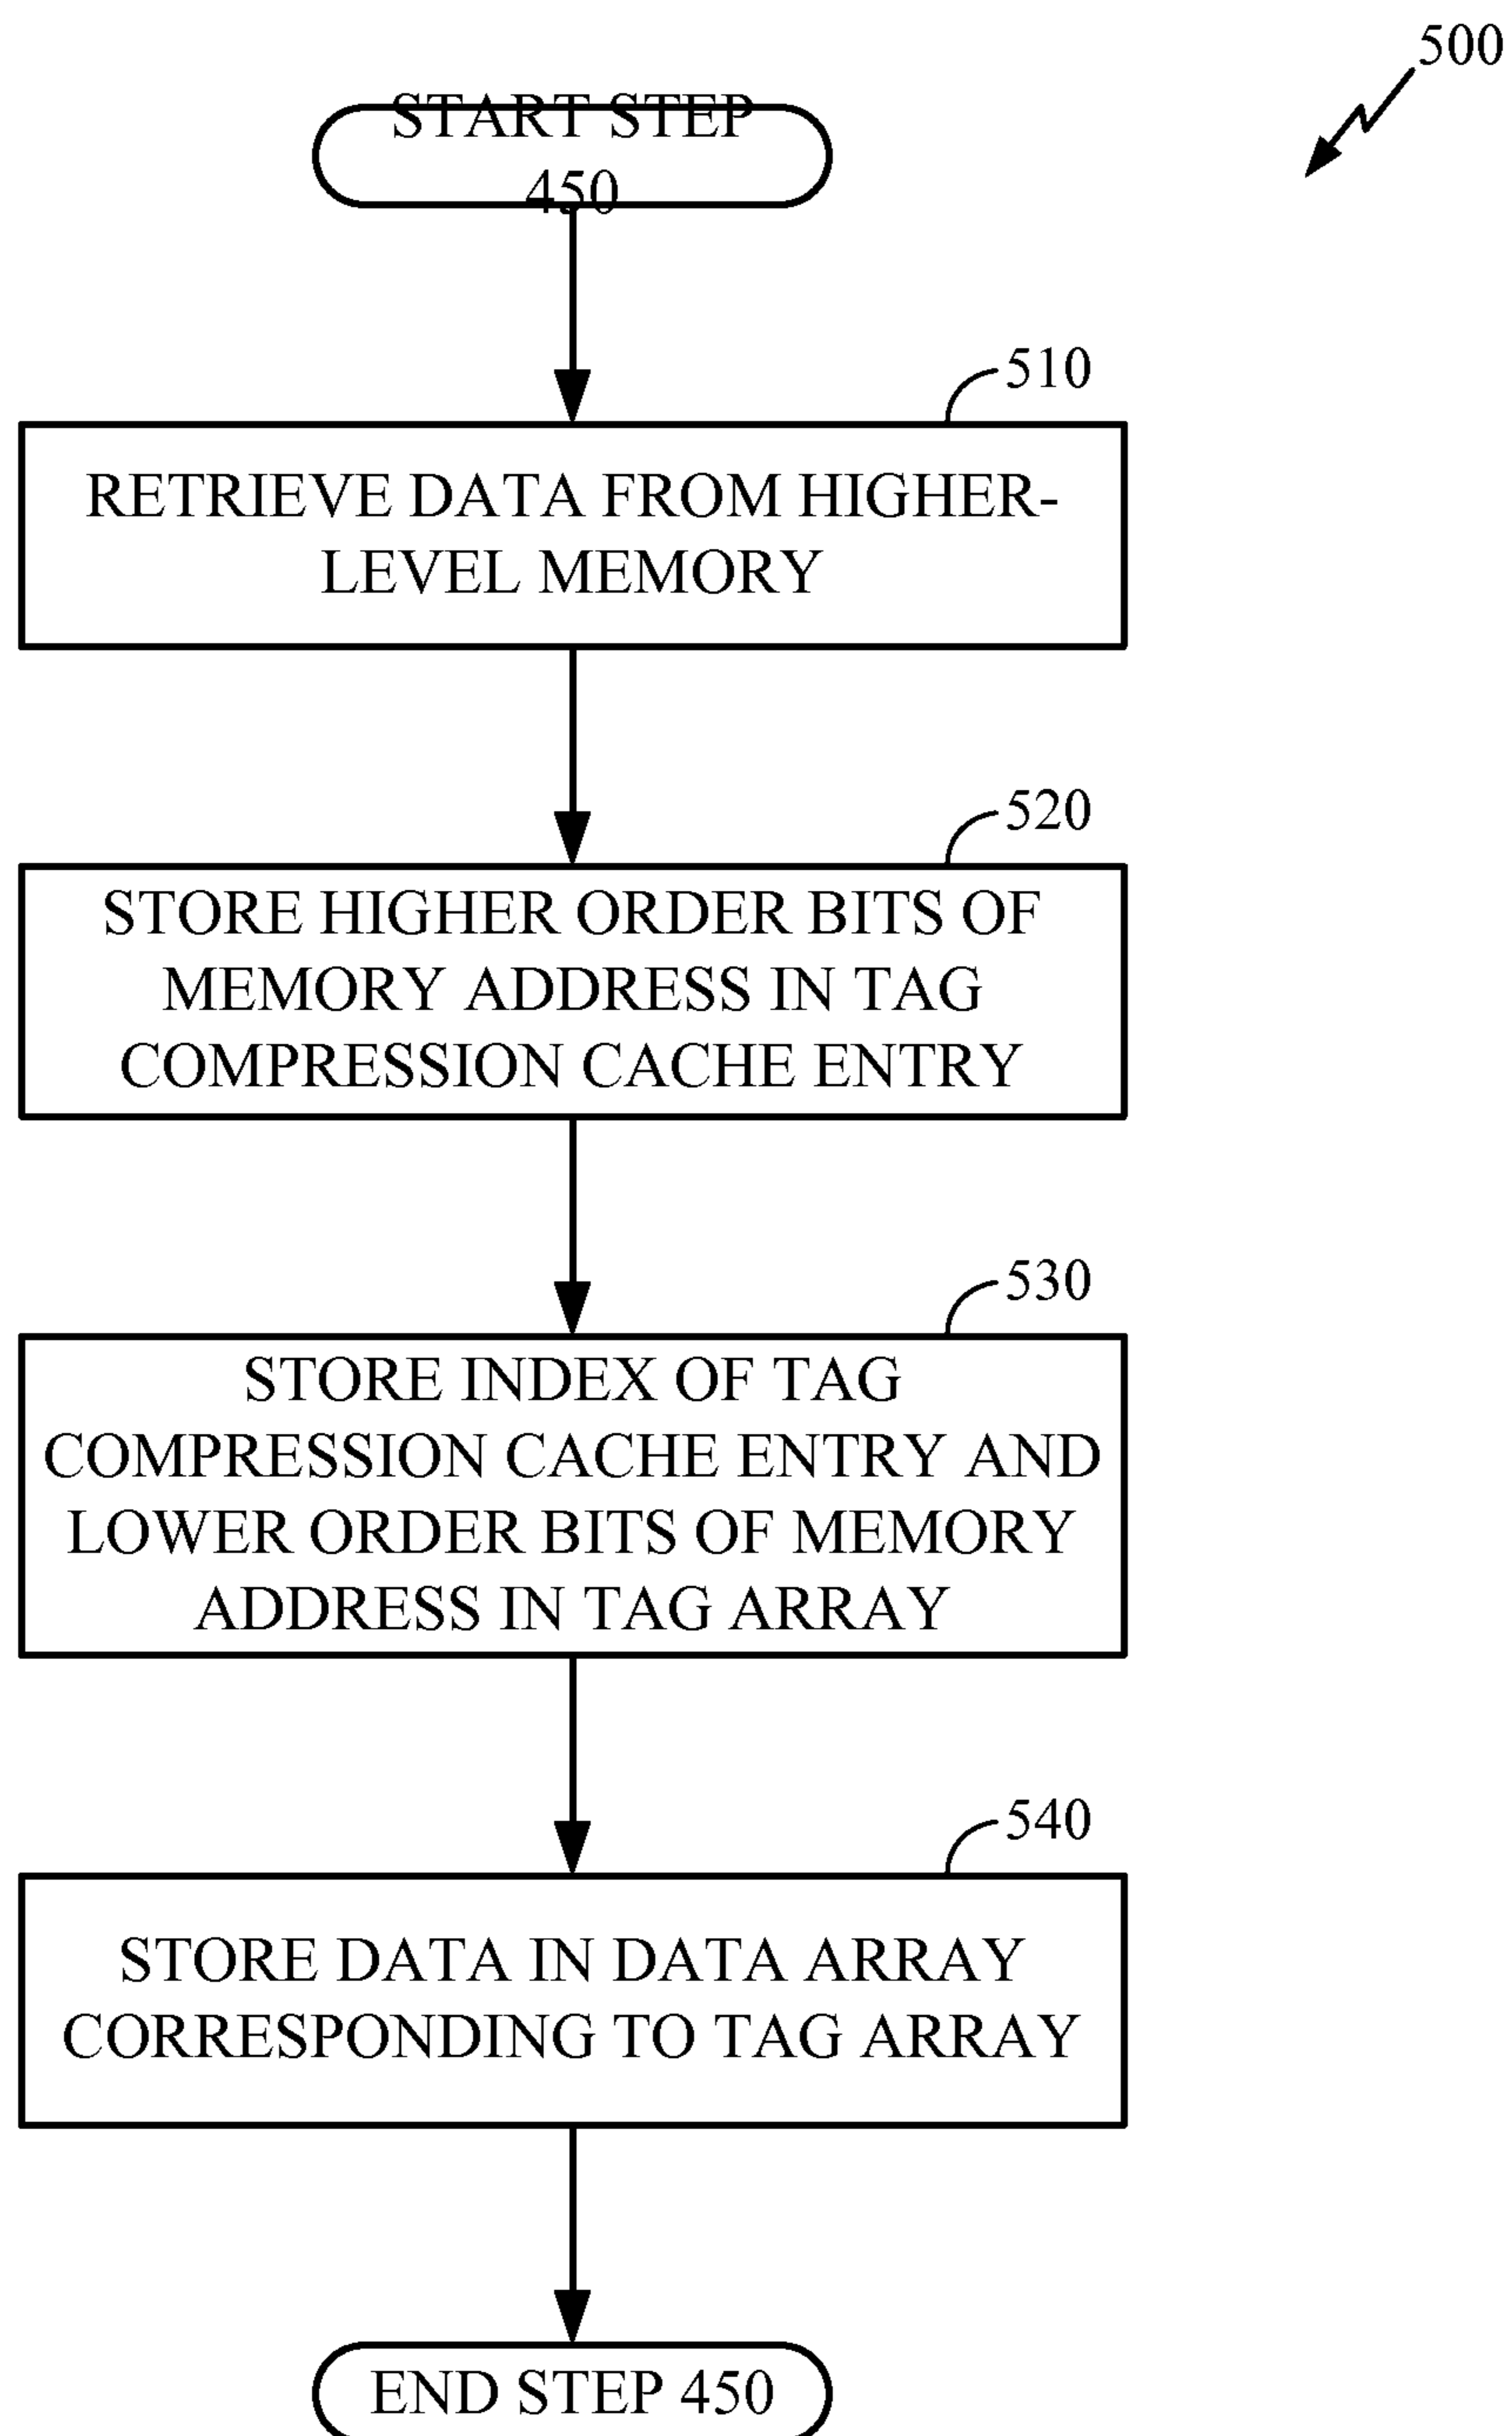 500
START STEP
450
510
RETRIEVE DATA FROM HIGHER-
LEVEL MEMORY
520
STORE HIGHER ORDER BITS OF
MEMORY ADDRESS IN TAG
COMPRESSION CACHE ENTRY
530
STORE INDEX OF TAG
COMPRESSION CACHE ENTRY AND
LOWER ORDER BITS OF MEMORY
ADDRESS IN TAG ARRAY
540
STORE DATA IN DATA ARRAY
CORRESPONDING TO TAG ARRAY
END STEP 450